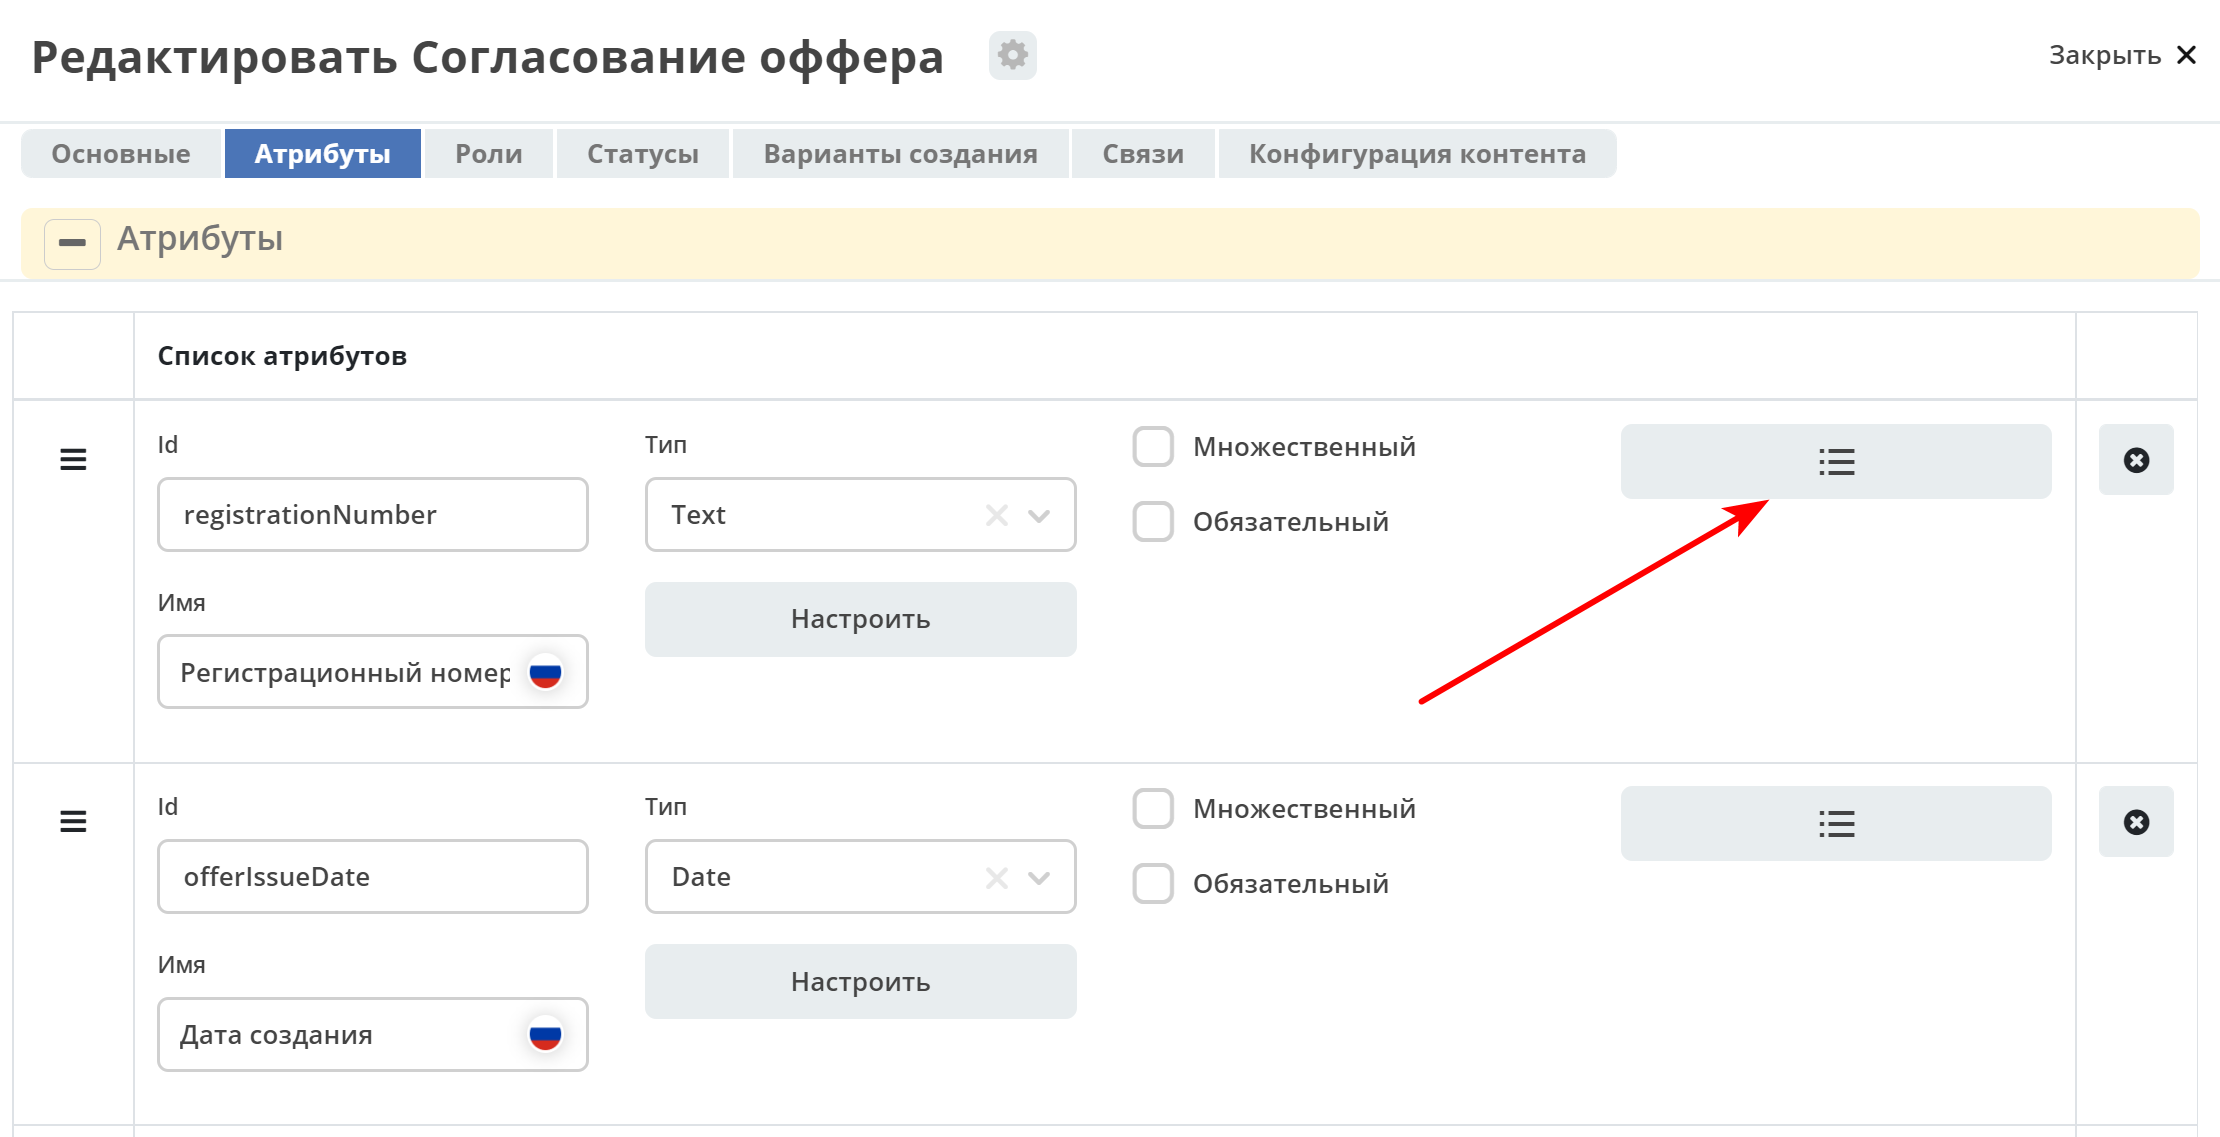 Редактировать Согласование оффера
Закрыть
Основные Атрибуты Роли Статусы Варианты создания Связи Конфигурация контента
Атрибуты
Список атрибутов
Id Тип Множественный
registrationNumber Text Обязательный
Имя Настроить
Регистрационный номер
Id Тип Множественный
offerIssueDate Date Обязательный
Имя Настроить
Дата создания